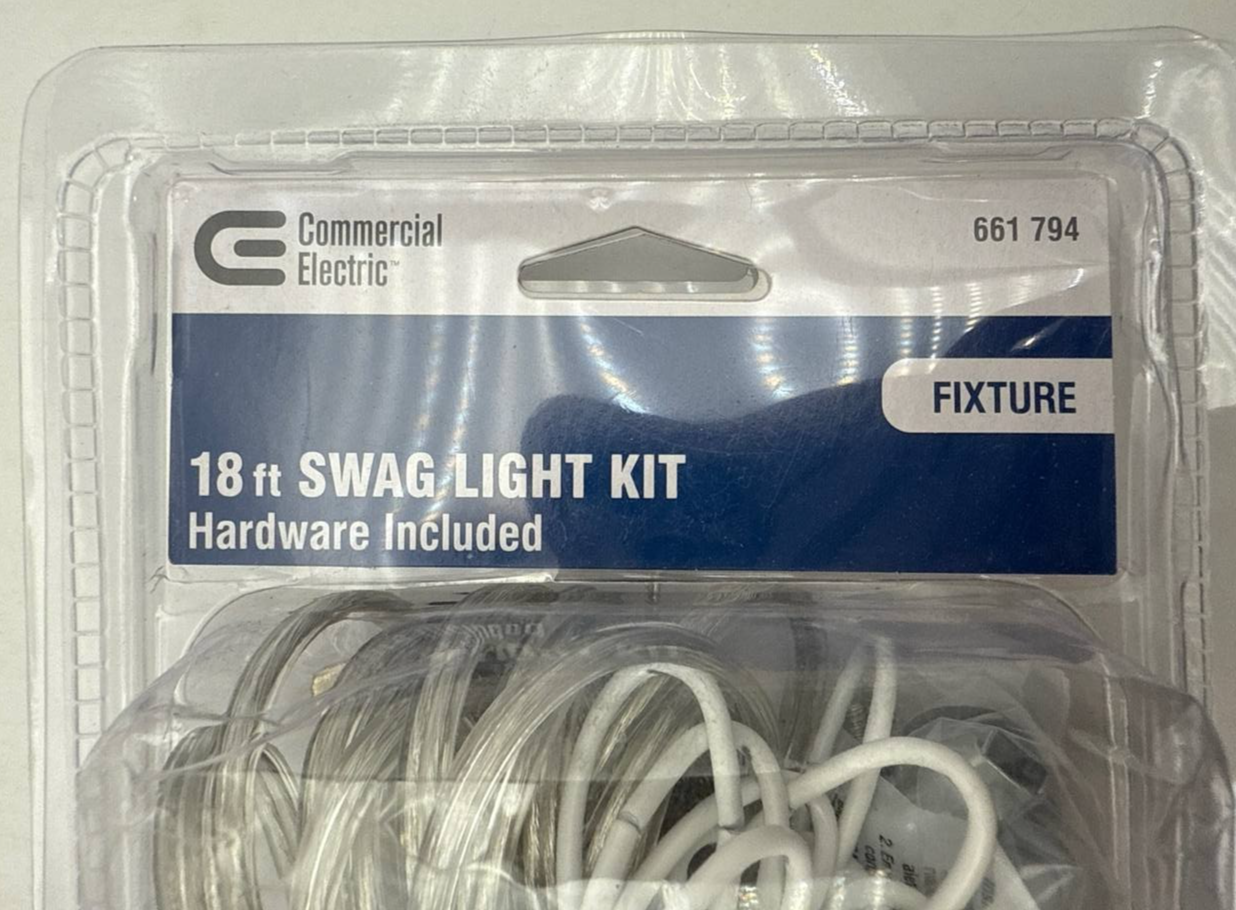 Commercial
Electric™
661 794
FIXTURE
18 ft SWAG LIGHT KIT
Hardware Included